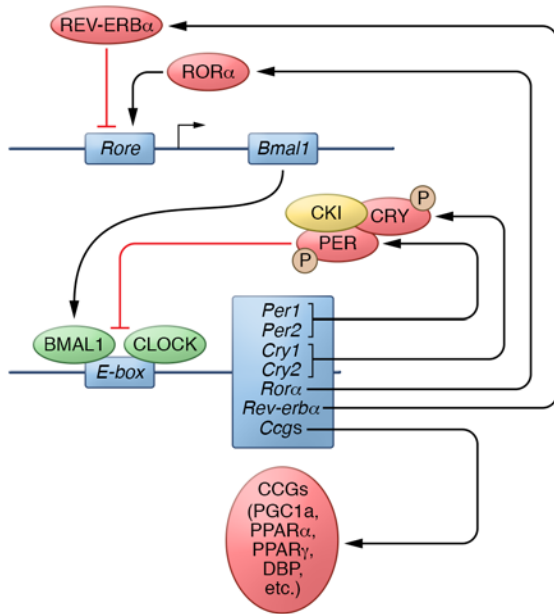 REV-ERBα
RORα
Rore
Bmal1
P
CKI
CRY
PER
P
Per1
Per2
BMAL1
CLOCK
Cry1
E-box
Cry2
Rorα
Rev-erbα
Ccgs
CCGs
(PGC1a,
PPARα,
PPARγ,
DBP,
etc.)